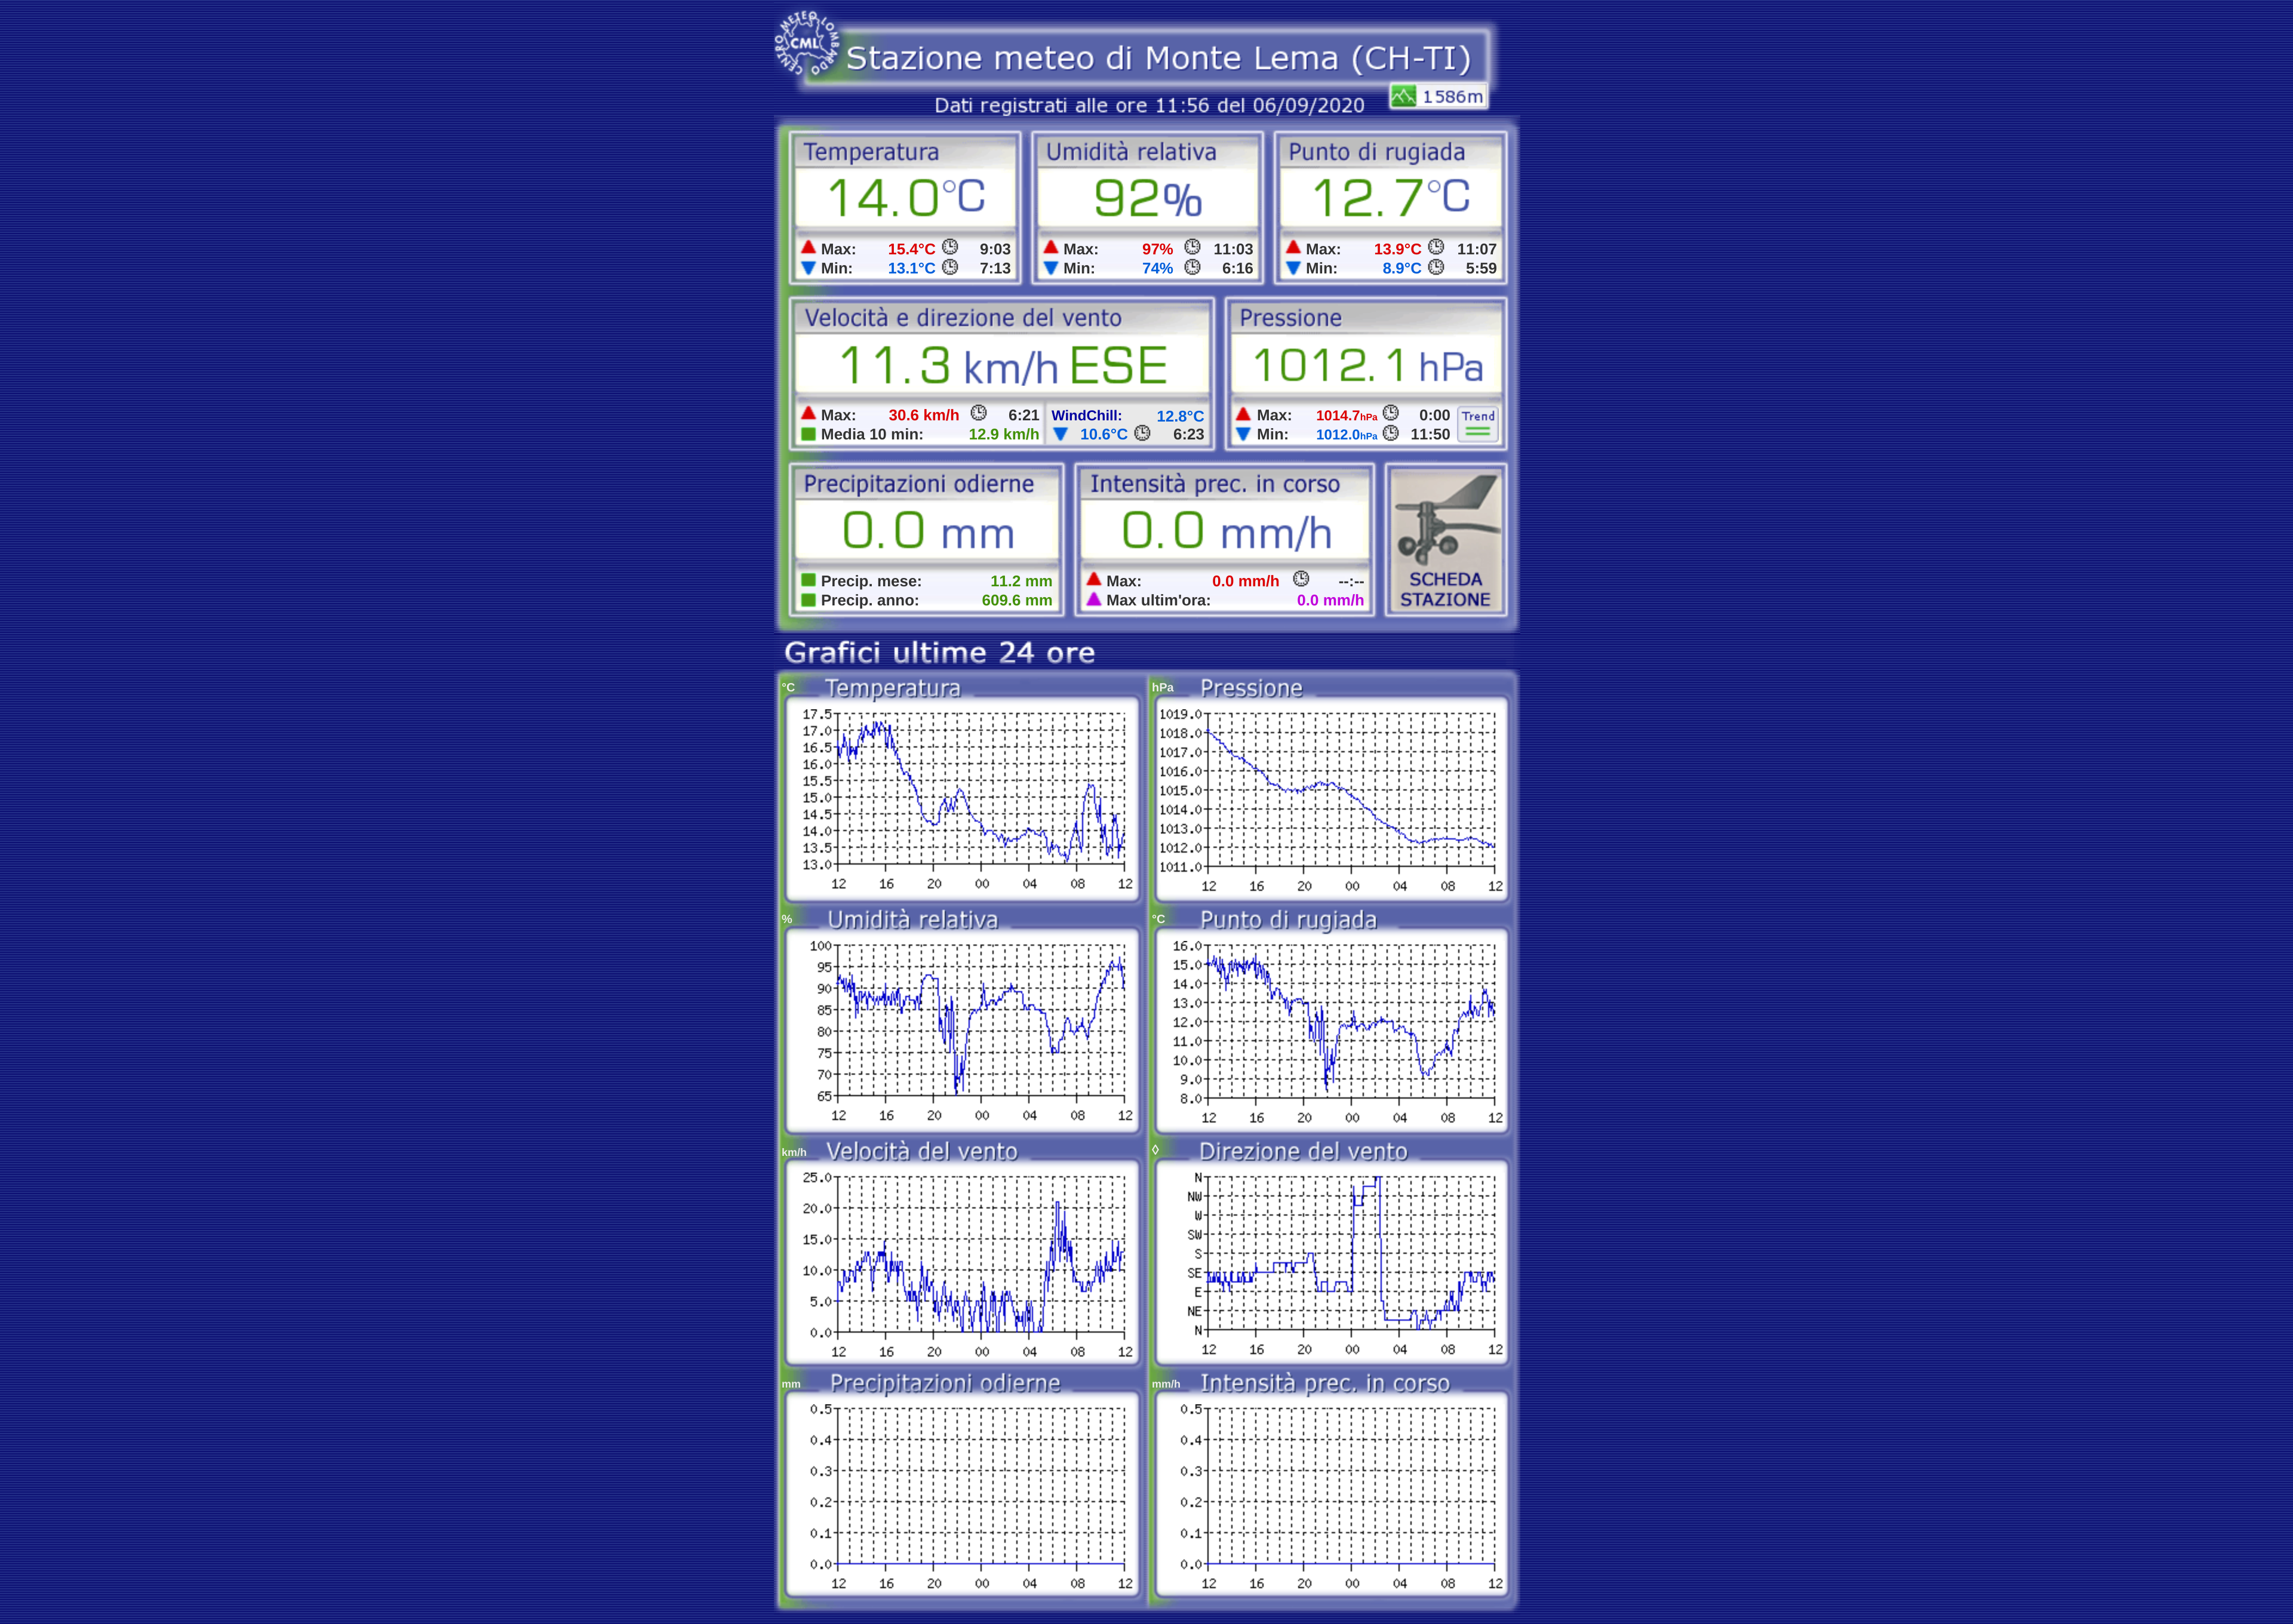 CENTRO METEO LOMBARDO
CML
Stazione meteo di Monte Lema (CH-TI)
Dati registrati alle ore 11:56 del 06/09/2020
1586m
Temperatura
14.0°C
Max: 15.4°C 9:03
Min: 13.1°C 7:13
Umidità relativa
92%
Max: 97% 11:03
Min: 74% 6:16
Punto di rugiada
12.7°C
Max: 13.9°C 11:07
Min: 8.9°C 5:59
Velocità e direzione del vento
11.3 km/h ESE
Max: 30.6 km/h 6:21
Media 10 min: 12.9 km/h
WindChill: 12.8°C
10.6°C 6:23
Pressione
1012.1 hPa
Max: 1014.7hPa 0:00
Min: 1012.0hPa 11:50
Trend
Precipitazioni odierne
0.0 mm
Precip. mese: 11.2 mm
Precip. anno: 609.6 mm
Intensità prec. in corso
0.0 mm/h
Max: 0.0 mm/h --:--
Max ultim'ora: 0.0 mm/h
SCHEDA
STAZIONE
Grafici ultime 24 ore
°C Temperatura
17.5
17.0
16.5
16.0
15.5
15.0
14.5
14.0
13.5
13.0
12 16 20 00 04 08 12
hPa Pressione
1019.0
1018.0
1017.0
1016.0
1015.0
1014.0
1013.0
1012.0
1011.0
12 16 20 00 04 08 12
% Umidità relativa
100
95
90
85
80
75
70
65
12 16 20 00 04 08 12
°C Punto di rugiada
16.0
15.0
14.0
13.0
12.0
11.0
10.0
9.0
8.0
12 16 20 00 04 08 12
km/h Velocità del vento
25.0
20.0
15.0
10.0
5.0
0.0
12 16 20 00 04 08 12
◊ Direzione del vento
N
NW
W
SW
S
SE
E
NE
N
12 16 20 00 04 08 12
mm Precipitazioni odierne
0.5
0.4
0.3
0.2
0.1
0.0
12 16 20 00 04 08 12
mm/h Intensità prec. in corso
0.5
0.4
0.3
0.2
0.1
0.0
12 16 20 00 04 08 12